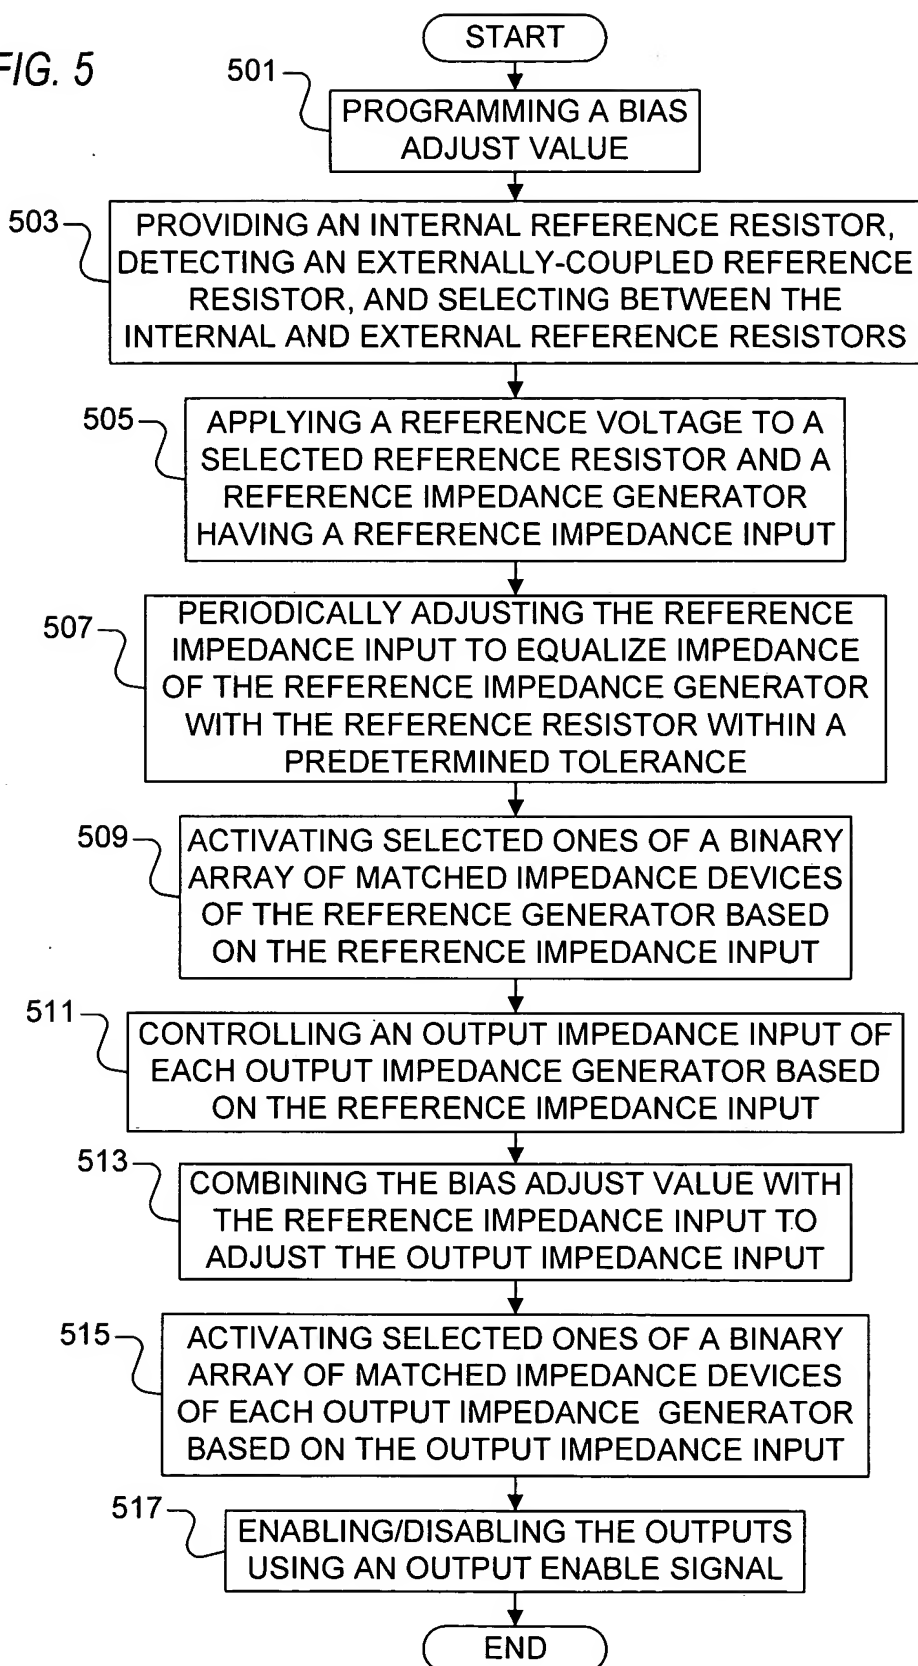 FIG. 5
START
501
PROGRAMMING A BIAS
ADJUST VALUE
503
PROVIDING AN INTERNAL REFERENCE RESISTOR,
DETECTING AN EXTERNALLY-COUPLED REFERENCE
RESISTOR, AND SELECTING BETWEEN THE
INTERNAL AND EXTERNAL REFERENCE RESISTORS
505
APPLYING A REFERENCE VOLTAGE TO A
SELECTED REFERENCE RESISTOR AND A
REFERENCE IMPEDANCE GENERATOR
HAVING A REFERENCE IMPEDANCE INPUT
507
PERIODICALLY ADJUSTING THE REFERENCE
IMPEDANCE INPUT TO EQUALIZE IMPEDANCE
OF THE REFERENCE IMPEDANCE GENERATOR
WITH THE REFERENCE RESISTOR WITHIN A
PREDETERMINED TOLERANCE
509
ACTIVATING SELECTED ONES OF A BINARY
ARRAY OF MATCHED IMPEDANCE DEVICES
OF THE REFERENCE GENERATOR BASED
ON THE REFERENCE IMPEDANCE INPUT
511
CONTROLLING AN OUTPUT IMPEDANCE INPUT OF
EACH OUTPUT IMPEDANCE GENERATOR BASED
ON THE REFERENCE IMPEDANCE INPUT
513
COMBINING THE BIAS ADJUST VALUE WITH
THE REFERENCE IMPEDANCE INPUT TO
ADJUST THE OUTPUT IMPEDANCE INPUT
515
ACTIVATING SELECTED ONES OF A BINARY
ARRAY OF MATCHED IMPEDANCE DEVICES
OF EACH OUTPUT IMPEDANCE GENERATOR
BASED ON THE OUTPUT IMPEDANCE INPUT
517
ENABLING/DISABLING THE OUTPUTS
USING AN OUTPUT ENABLE SIGNAL
END